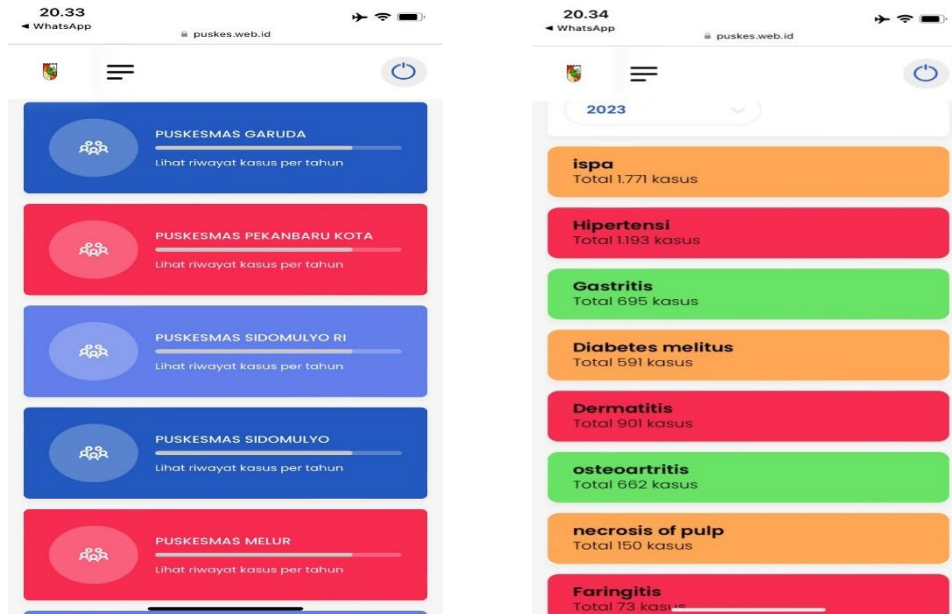 20.33
◄ WhatsApp
puskes.web.id
PUSKESMAS GARUDA
Lihat riwayat kasus per tahun
PUSKESMAS PEKANBARU KOTA
Lihat riwayat kasus per tahun
PUSKESMAS SIDOMULYO RI
Lihat riwayat kasus per tahun
PUSKESMAS SIDOMULYO
Lihat riwayat kasus per tahun
PUSKESMAS MELUR
Lihat riwayat kasus per tahun
20.34
◄ WhatsApp
puskes.web.id
2023
ispa
Total 1.771 kasus
Hipertensi
Total 1.193 kasus
Gastritis
Total 695 kasus
Diabetes melitus
Total 591 kasus
Dermatitis
Total 901 kasus
osteoartritis
Total 662 kasus
necrosis of pulp
Total 150 kasus
Faringitis
Total 73 kasus